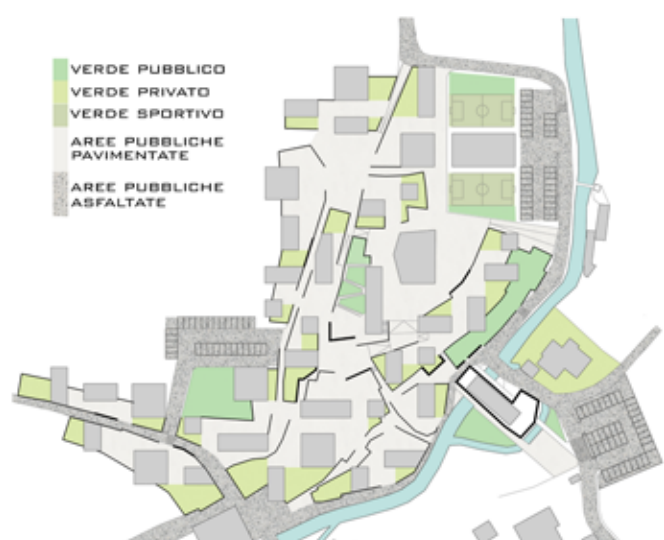 VERDE PUBBLICO
VERDE PRIVATO
VERDE SPORTIVO
AREE PUBBLICHE
PAVIMENTATE
AREE PUBBLICHE
ASFALTATE